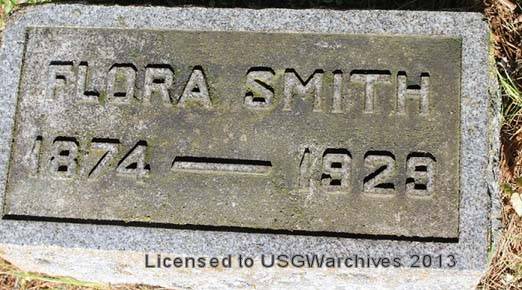 FLORA SMITH
1874 — 1929
Licensed to USGWarchives 2013